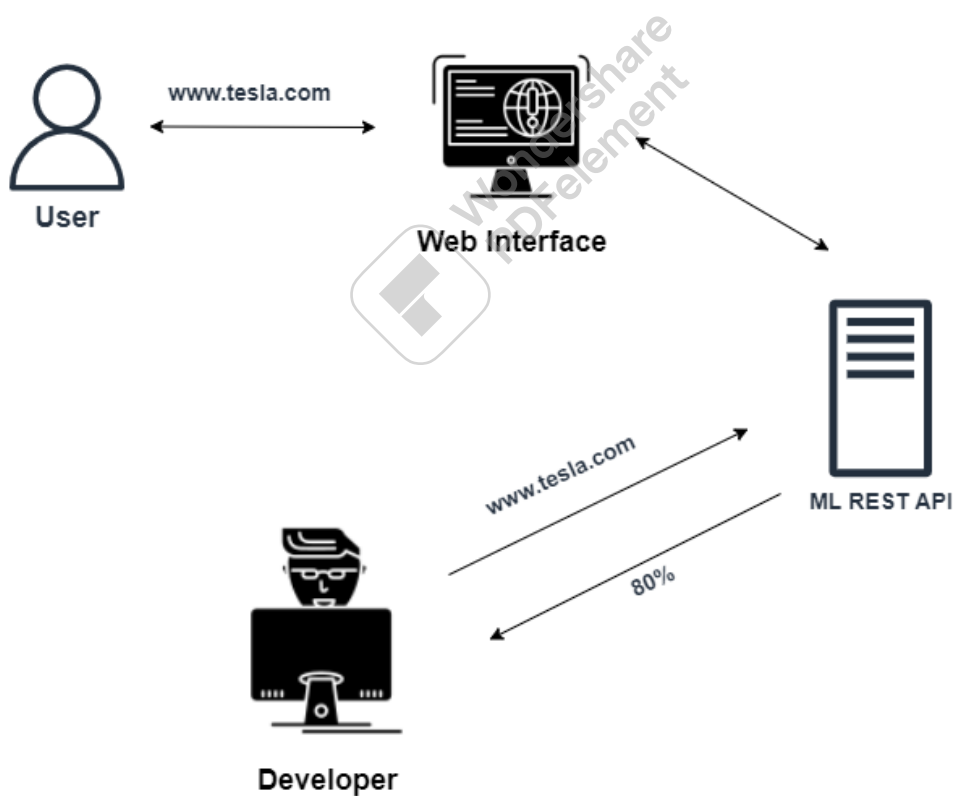 www.tesla.com
User
Web Interface
Wondershare
PDFelement
www.tesla.com
ML REST API
80%
Developer